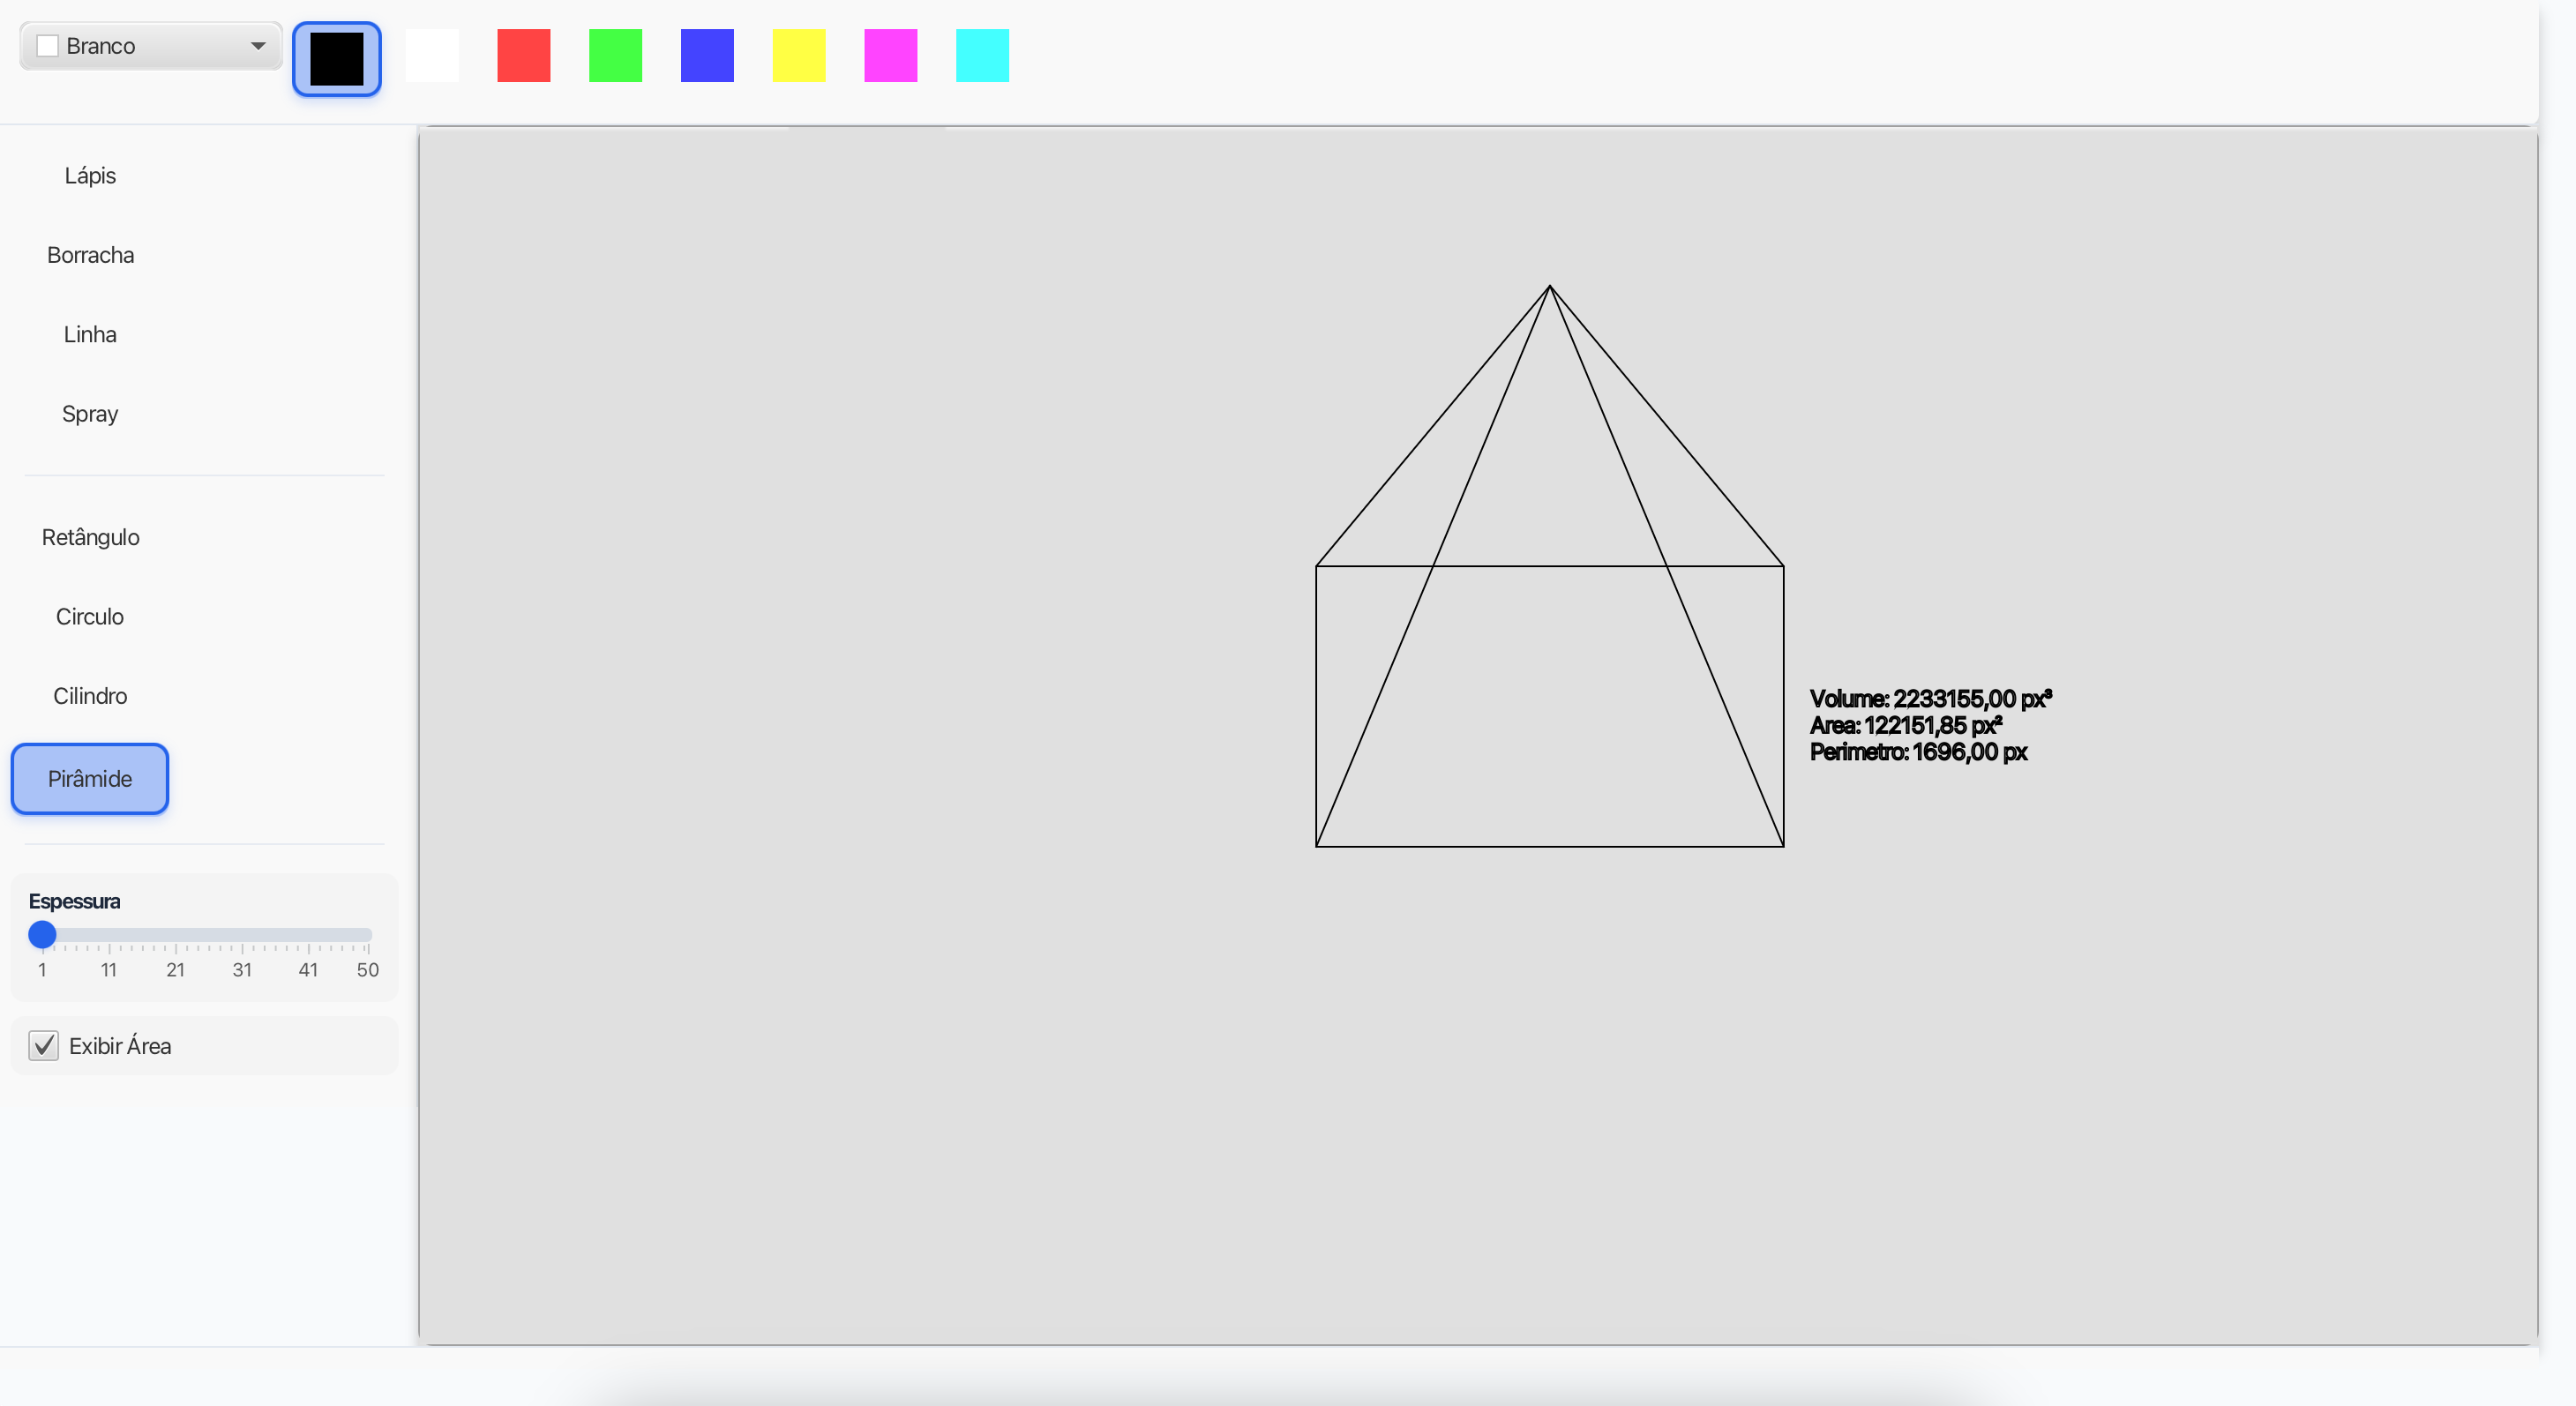 Branco
Lápis
Borracha
Linha
Spray
Retângulo
Circulo
Cilindro
Pirâmide
Espessura
1 11 21 31 41 50
Exibir Área
Volume: 2233155,00 px³
Area: 122151,85 px²
Perimetro: 1696,00 px